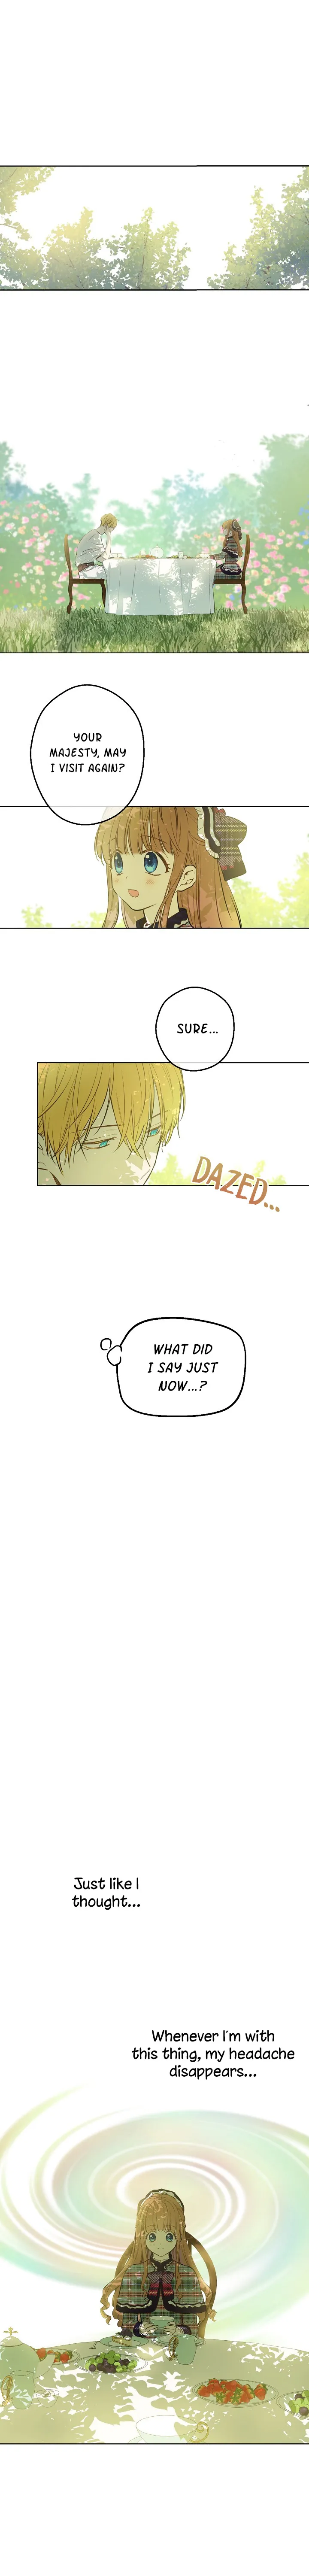 YOUR
MAJESTY, MAY
I VISIT AGAIN?
SURE...
DAZED...
WHAT DID
I SAY JUST
NOW...?
Just like I
thought...
Whenever I'm with
this thing, my headache
disappears...